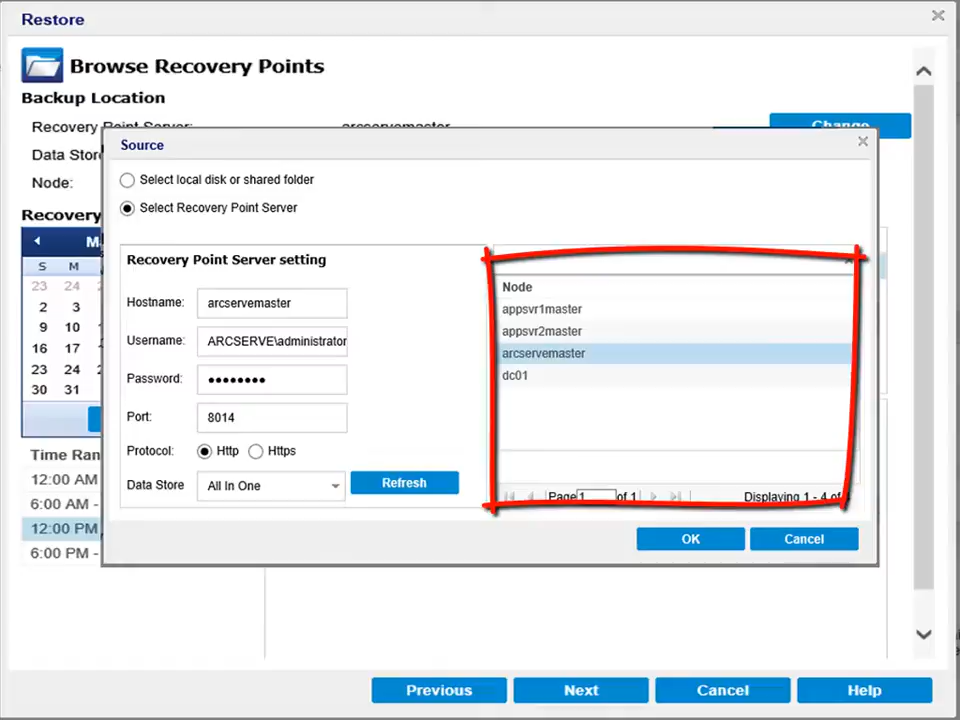 Restore
Browse Recovery Points
Backup Location
Recovery Point Server: arcservemaster
Change
Data Store
Node:
Recovery
Source
Select local disk or shared folder
Select Recovery Point Server
Recovery Point Server setting
Hostname: arcservemaster
Username: ARCSERVE\administrator
Password: ••••••••
Port: 8014
Protocol: Http Https
Data Store All In One Refresh
Node
appsvr1master
appsvr2master
arcservemaster
dc01
Page 1 of 1 Displaying 1 - 4 of
OK Cancel
S M
23 24
2 3
9 10
16 17
23 24
30 31
Time Ran
12:00 AM
6:00 AM -
12:00 PM
6:00 PM -
Previous Next Cancel Help